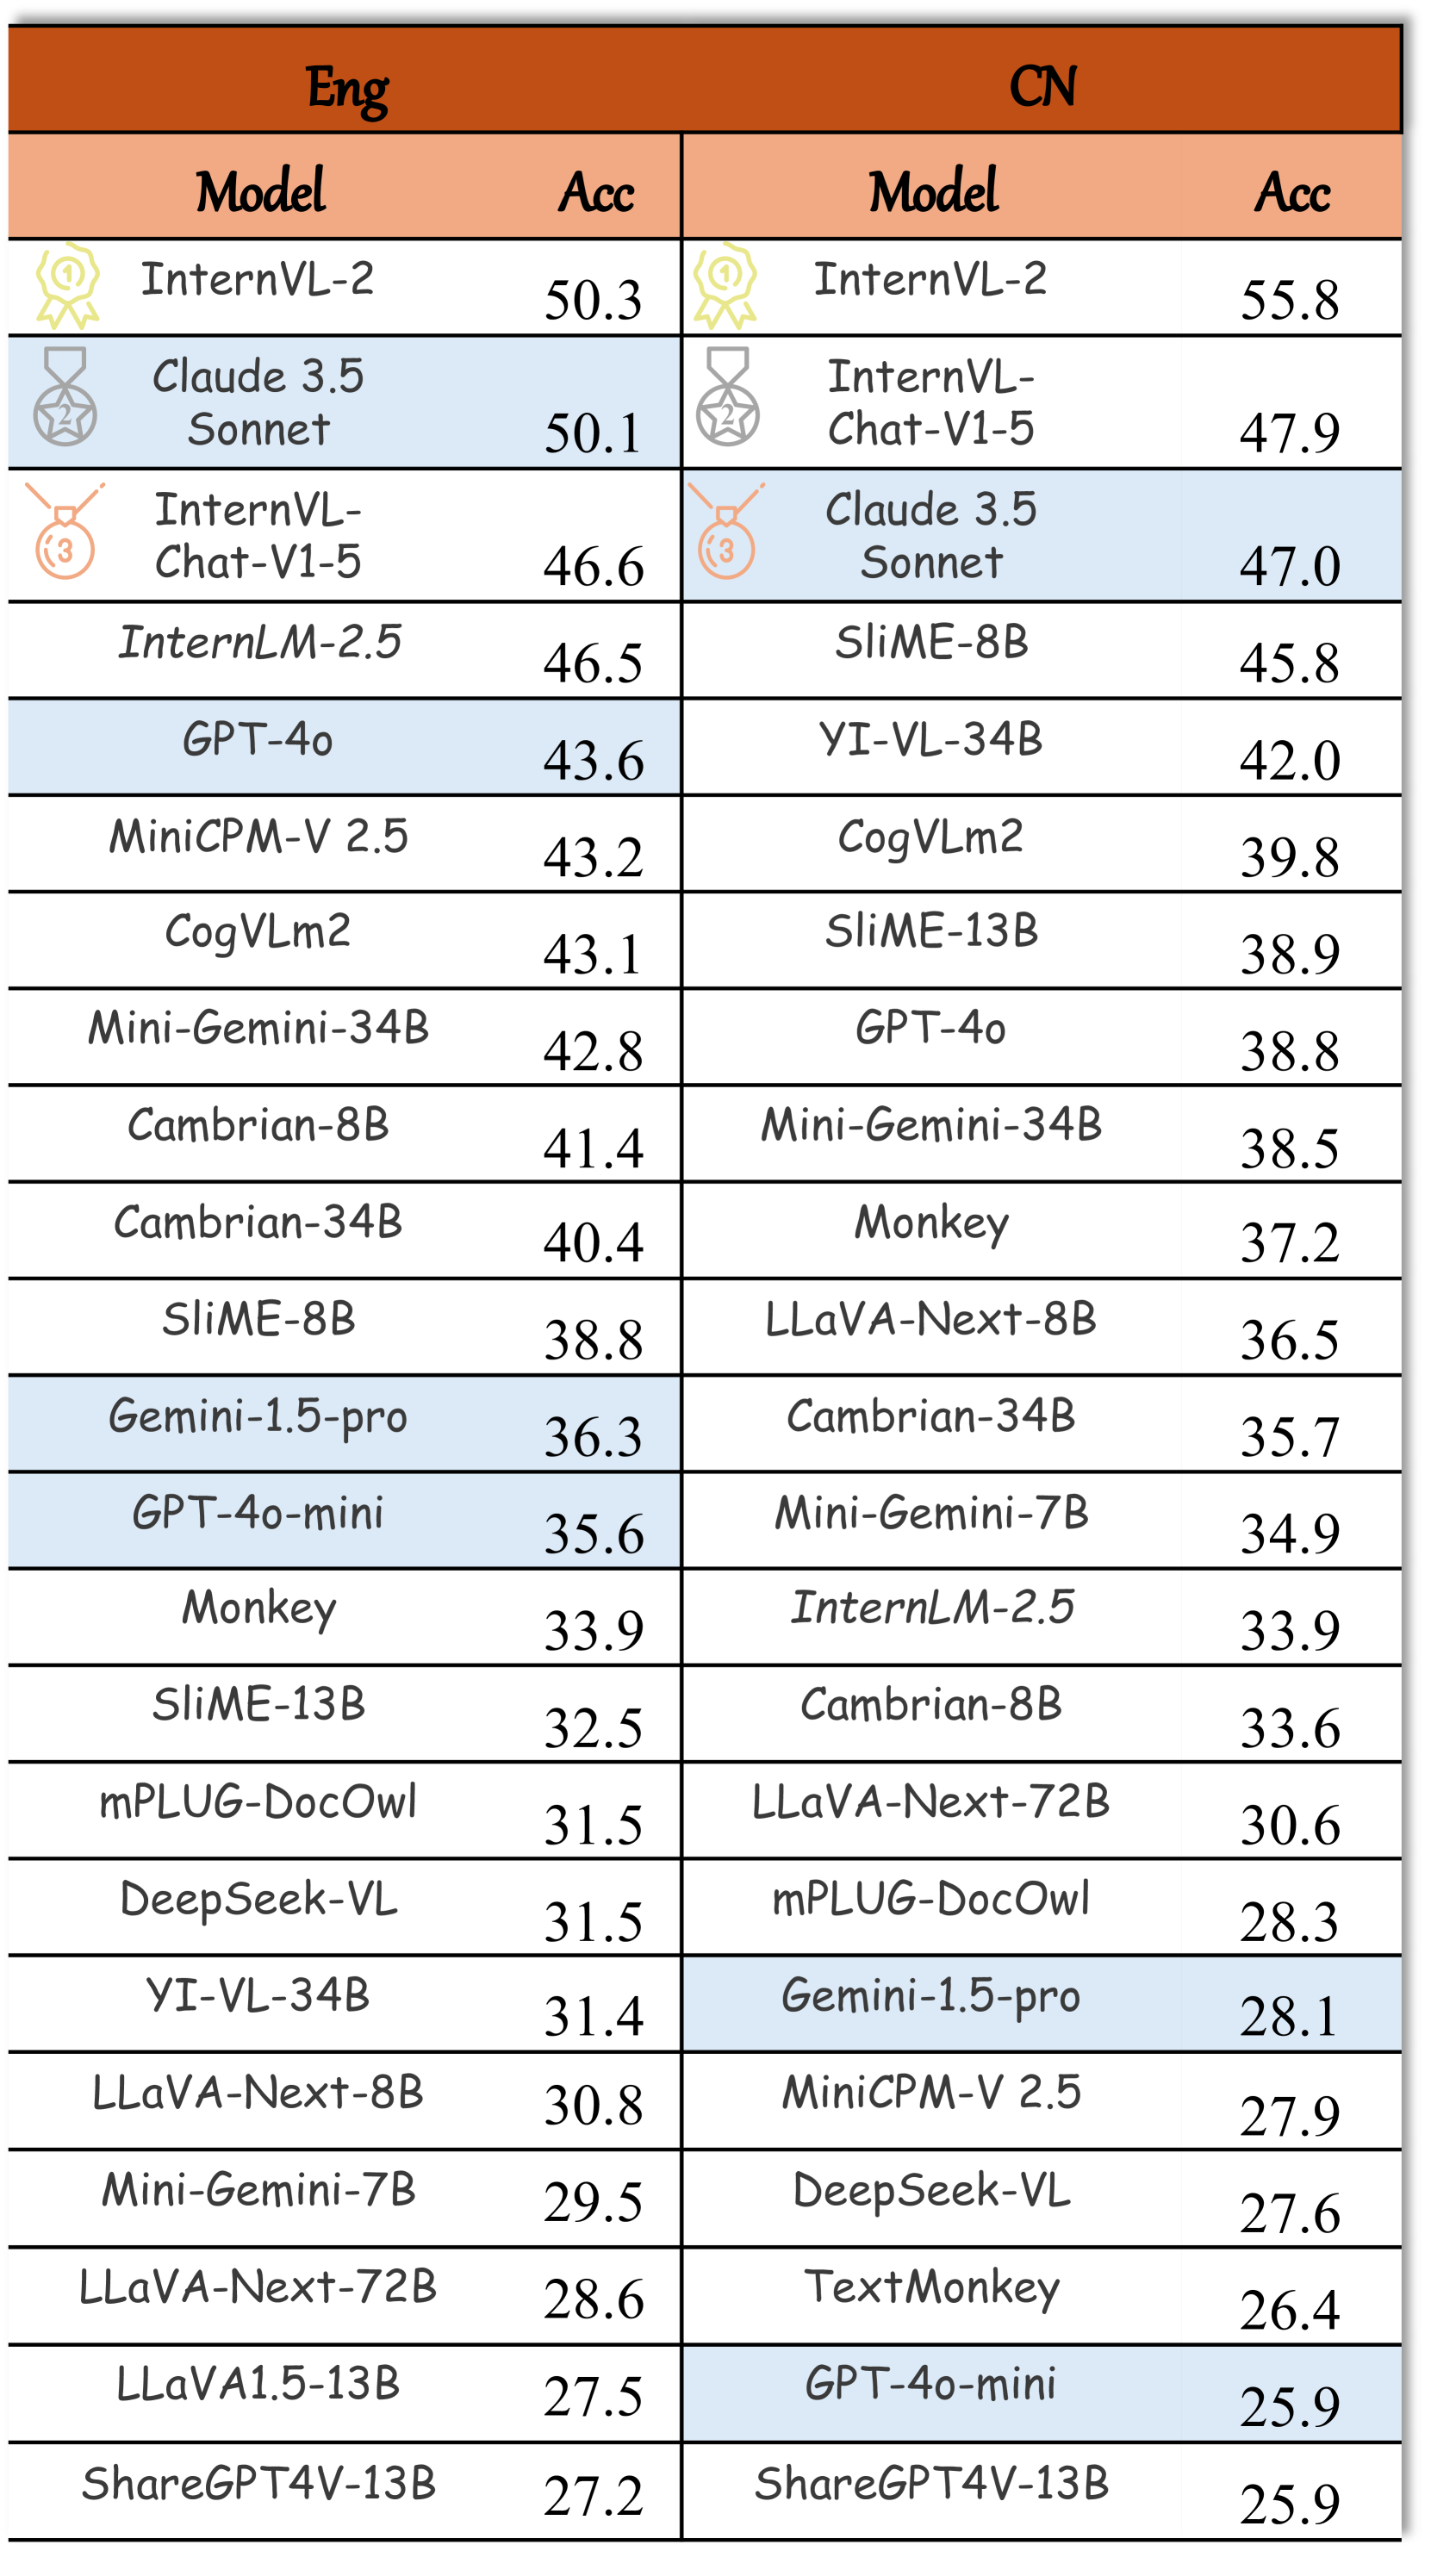 Eng CN
Model Acc Model Acc
1 InternVL-2 50.3 1 InternVL-2 55.8
2 Claude 3.5 Sonnet 50.1 2 InternVL-Chat-V1-5 47.9
3 InternVL-Chat-V1-5 46.6 3 Claude 3.5 Sonnet 47.0
InternLM-2.5 46.5 SliME-8B 45.8
GPT-4o 43.6 YI-VL-34B 42.0
MiniCPM-V 2.5 43.2 CogVLm2 39.8
CogVLm2 43.1 SliME-13B 38.9
Mini-Gemini-34B 42.8 GPT-4o 38.8
Cambrian-8B 41.4 Mini-Gemini-34B 38.5
Cambrian-34B 40.4 Monkey 37.2
SliME-8B 38.8 LLaVA-Next-8B 36.5
Gemini-1.5-pro 36.3 Cambrian-34B 35.7
GPT-4o-mini 35.6 Mini-Gemini-7B 34.9
Monkey 33.9 InternLM-2.5 33.9
SliME-13B 32.5 Cambrian-8B 33.6
mPLUG-DocOwl 31.5 LLaVA-Next-72B 30.6
DeepSeek-VL 31.5 mPLUG-DocOwl 28.3
YI-VL-34B 31.4 Gemini-1.5-pro 28.1
LLaVA-Next-8B 30.8 MiniCPM-V 2.5 27.9
Mini-Gemini-7B 29.5 DeepSeek-VL 27.6
LLaVA-Next-72B 28.6 TextMonkey 26.4
LLaVA1.5-13B 27.5 GPT-4o-mini 25.9
ShareGPT4V-13B 27.2 ShareGPT4V-13B 25.9